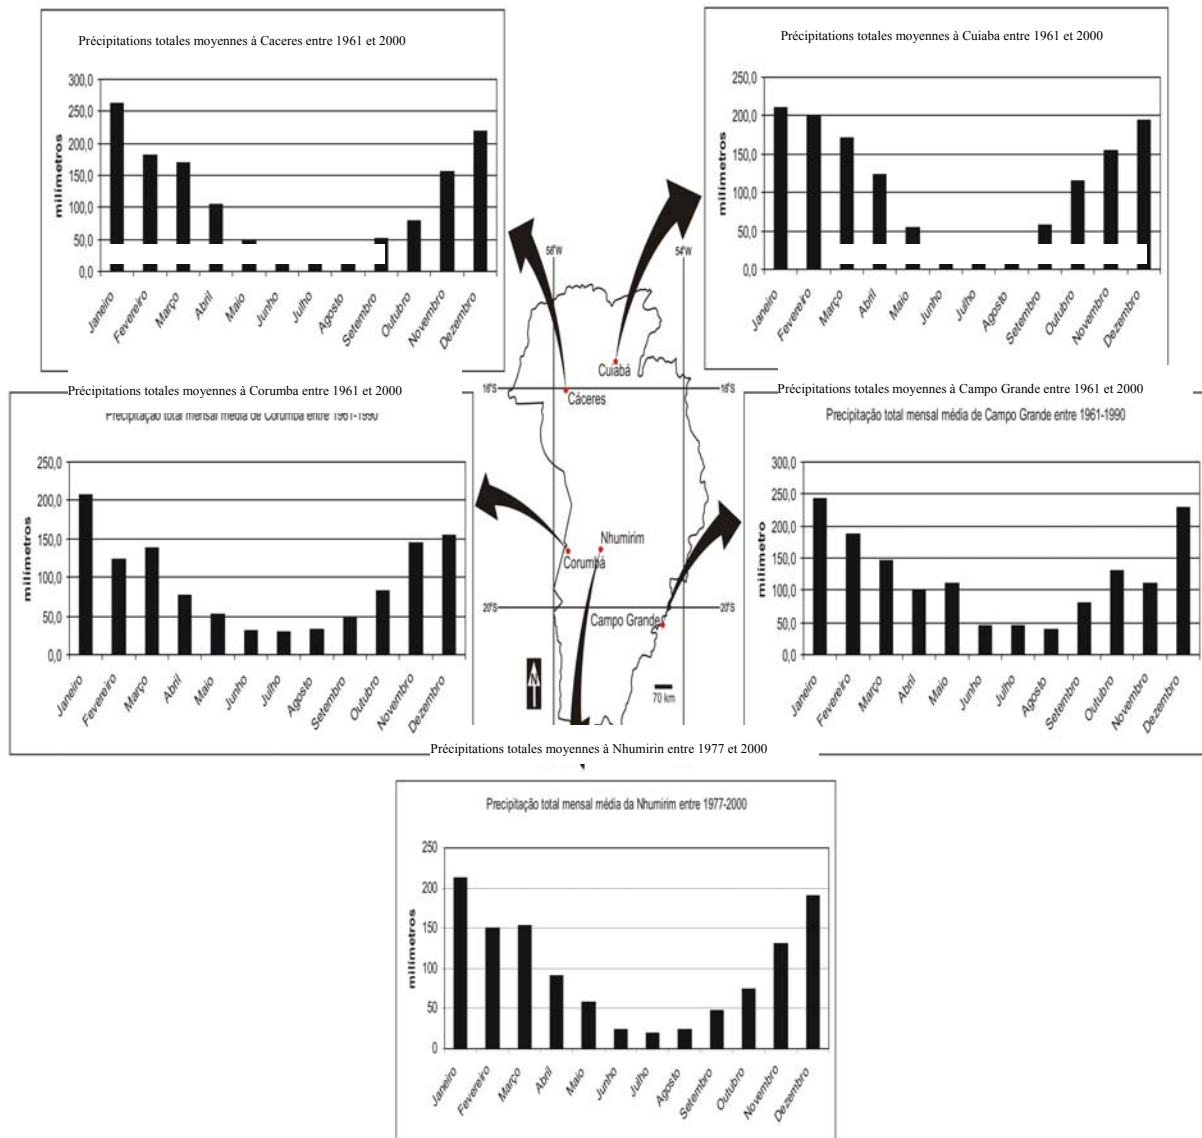 Précipitations totales moyennes à Caceres entre 1961 et 2000
300,0
250,0
200,0
150,0
100,0
50,0
0,0
milímetros
Janeiro
Fevereiro
Março
Abril
Maio
Junho
Julho
Agosto
Setembro
Outubro
Novembro
Dezembro
Précipitations totales moyennes à Cuiaba entre 1961 et 2000
250,0
200,0
150,0
100,0
50,0
0,0
milímetros
Janeiro
Fevereiro
Março
Abril
Maio
Junho
Julho
Agosto
Setembro
Outubro
Novembro
Dezembro
58°W
54°W
Cuiabá
16°S
16°S
Cáceres
Nhumirim
Corumbá
20°S
20°S
Campo Grande
N
70 km
Précipitations totales moyennes à Corumba entre 1961 et 2000
Precipitação total mensal média de Corumba entre 1961-1990
250,0
200,0
150,0
100,0
50,0
0,0
milímetros
Janeiro
Fevereiro
Março
Abril
Maio
Junho
Julho
Agosto
Setembro
Outubro
Novembro
Dezembro
Précipitations totales moyennes à Campo Grande entre 1961 et 2000
Precipitação total mensal média de Campo Grande entre 1961-1990
300,0
250,0
200,0
150,0
100,0
50,0
0,0
milímetro
Janeiro
Fevereiro
Março
Abril
Maio
Junho
Julho
Agosto
Setembro
Outubro
Novembro
Dezembro
Précipitations totales moyennes à Nhumirin entre 1977 et 2000
Precipitação total mensal média da Nhumirim entre 1977-2000
250
200
150
100
50
0
milímetros
Janeiro
Fevereiro
Março
Abril
Maio
Junho
Julho
Agosto
Setembro
Outubro
Novembro
Dezembro